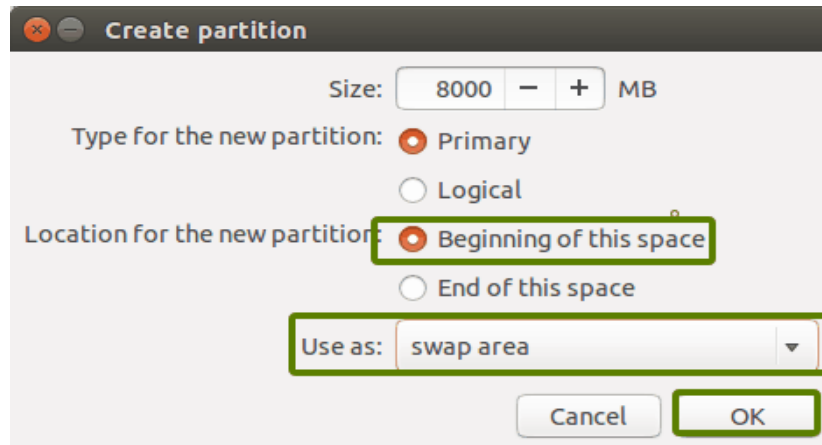 Create partition
Size: 8000 − + MB
Type for the new partition: Primary
Logical
Location for the new partition: Beginning of this space
End of this space
Use as: swap area
Cancel OK